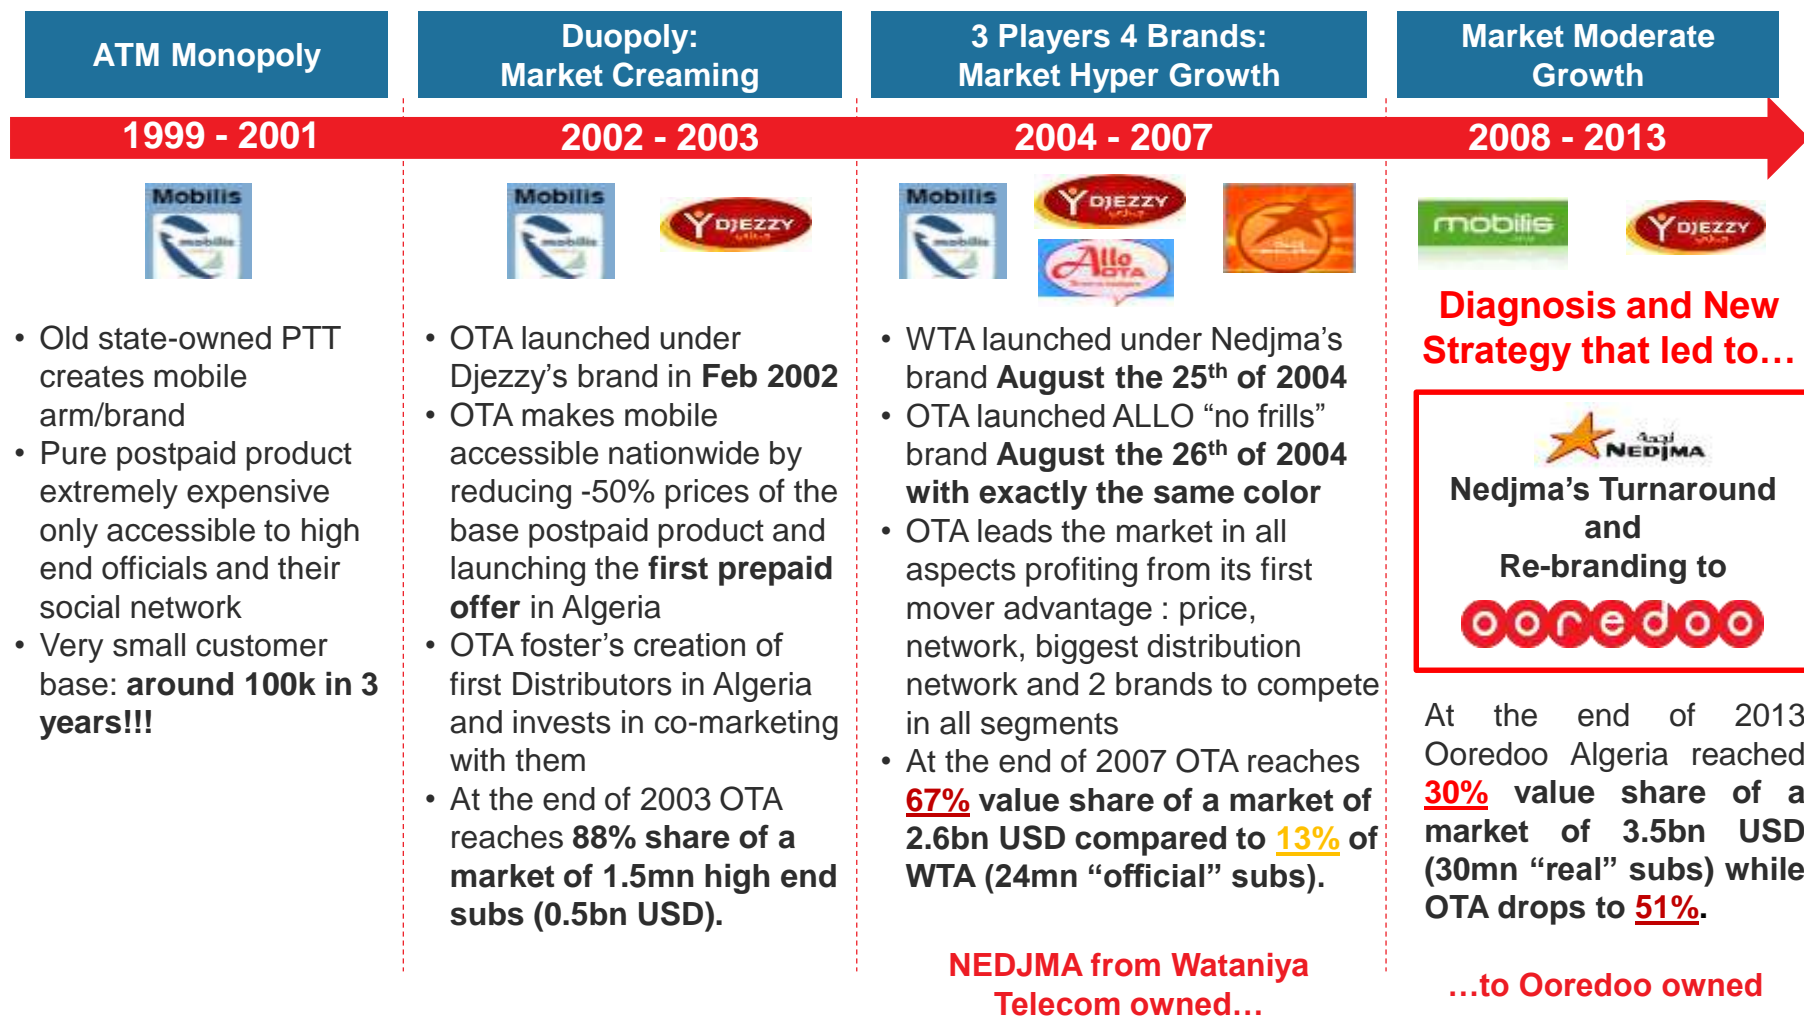 ATM Monopoly
Duopoly:
Market Creaming
3 Players 4 Brands:
Market Hyper Growth
Market Moderate
Growth
1999 - 2001
2002 - 2003
2004 - 2007
2008 - 2013
Mobilis
mobilis
Mobilis
mobilis
DJEZZY
Mobilis
mobilis
DJEZZY
Allo
OTA
mobilis
DJEZZY
• Old state-owned PTT
creates mobile
arm/brand
• Pure postpaid product
extremely expensive
only accessible to high
end officials and their
social network
• Very small customer
base: around 100k in 3
years!!!
• OTA launched under
Djezzy's brand in Feb 2002
• OTA makes mobile
accessible nationwide by
reducing -50% prices of the
base postpaid product and
launching the first prepaid
offer in Algeria
• OTA foster's creation of
first Distributors in Algeria
and invests in co-marketing
with them
• At the end of 2003 OTA
reaches 88% share of a
market of 1.5mn high end
subs (0.5bn USD).
• WTA launched under Nedjma's
brand August the 25th of 2004
• OTA launched ALLO “no frills”
brand August the 26th of 2004
with exactly the same color
• OTA leads the market in all
aspects profiting from its first
mover advantage : price,
network, biggest distribution
network and 2 brands to compete
in all segments
• At the end of 2007 OTA reaches
67% value share of a market of
2.6bn USD compared to 13% of
WTA (24mn “official” subs).
NEDJMA from Wataniya
Telecom owned…
Diagnosis and New
Strategy that led to…
نجمة
NEDJMA
Nedjma's Turnaround
and
Re-branding to
ooredoo
At the end of 2013
Ooredoo Algeria reached
30% value share of a
market of 3.5bn USD
(30mn “real” subs) while
OTA drops to 51%.
…to Ooredoo owned